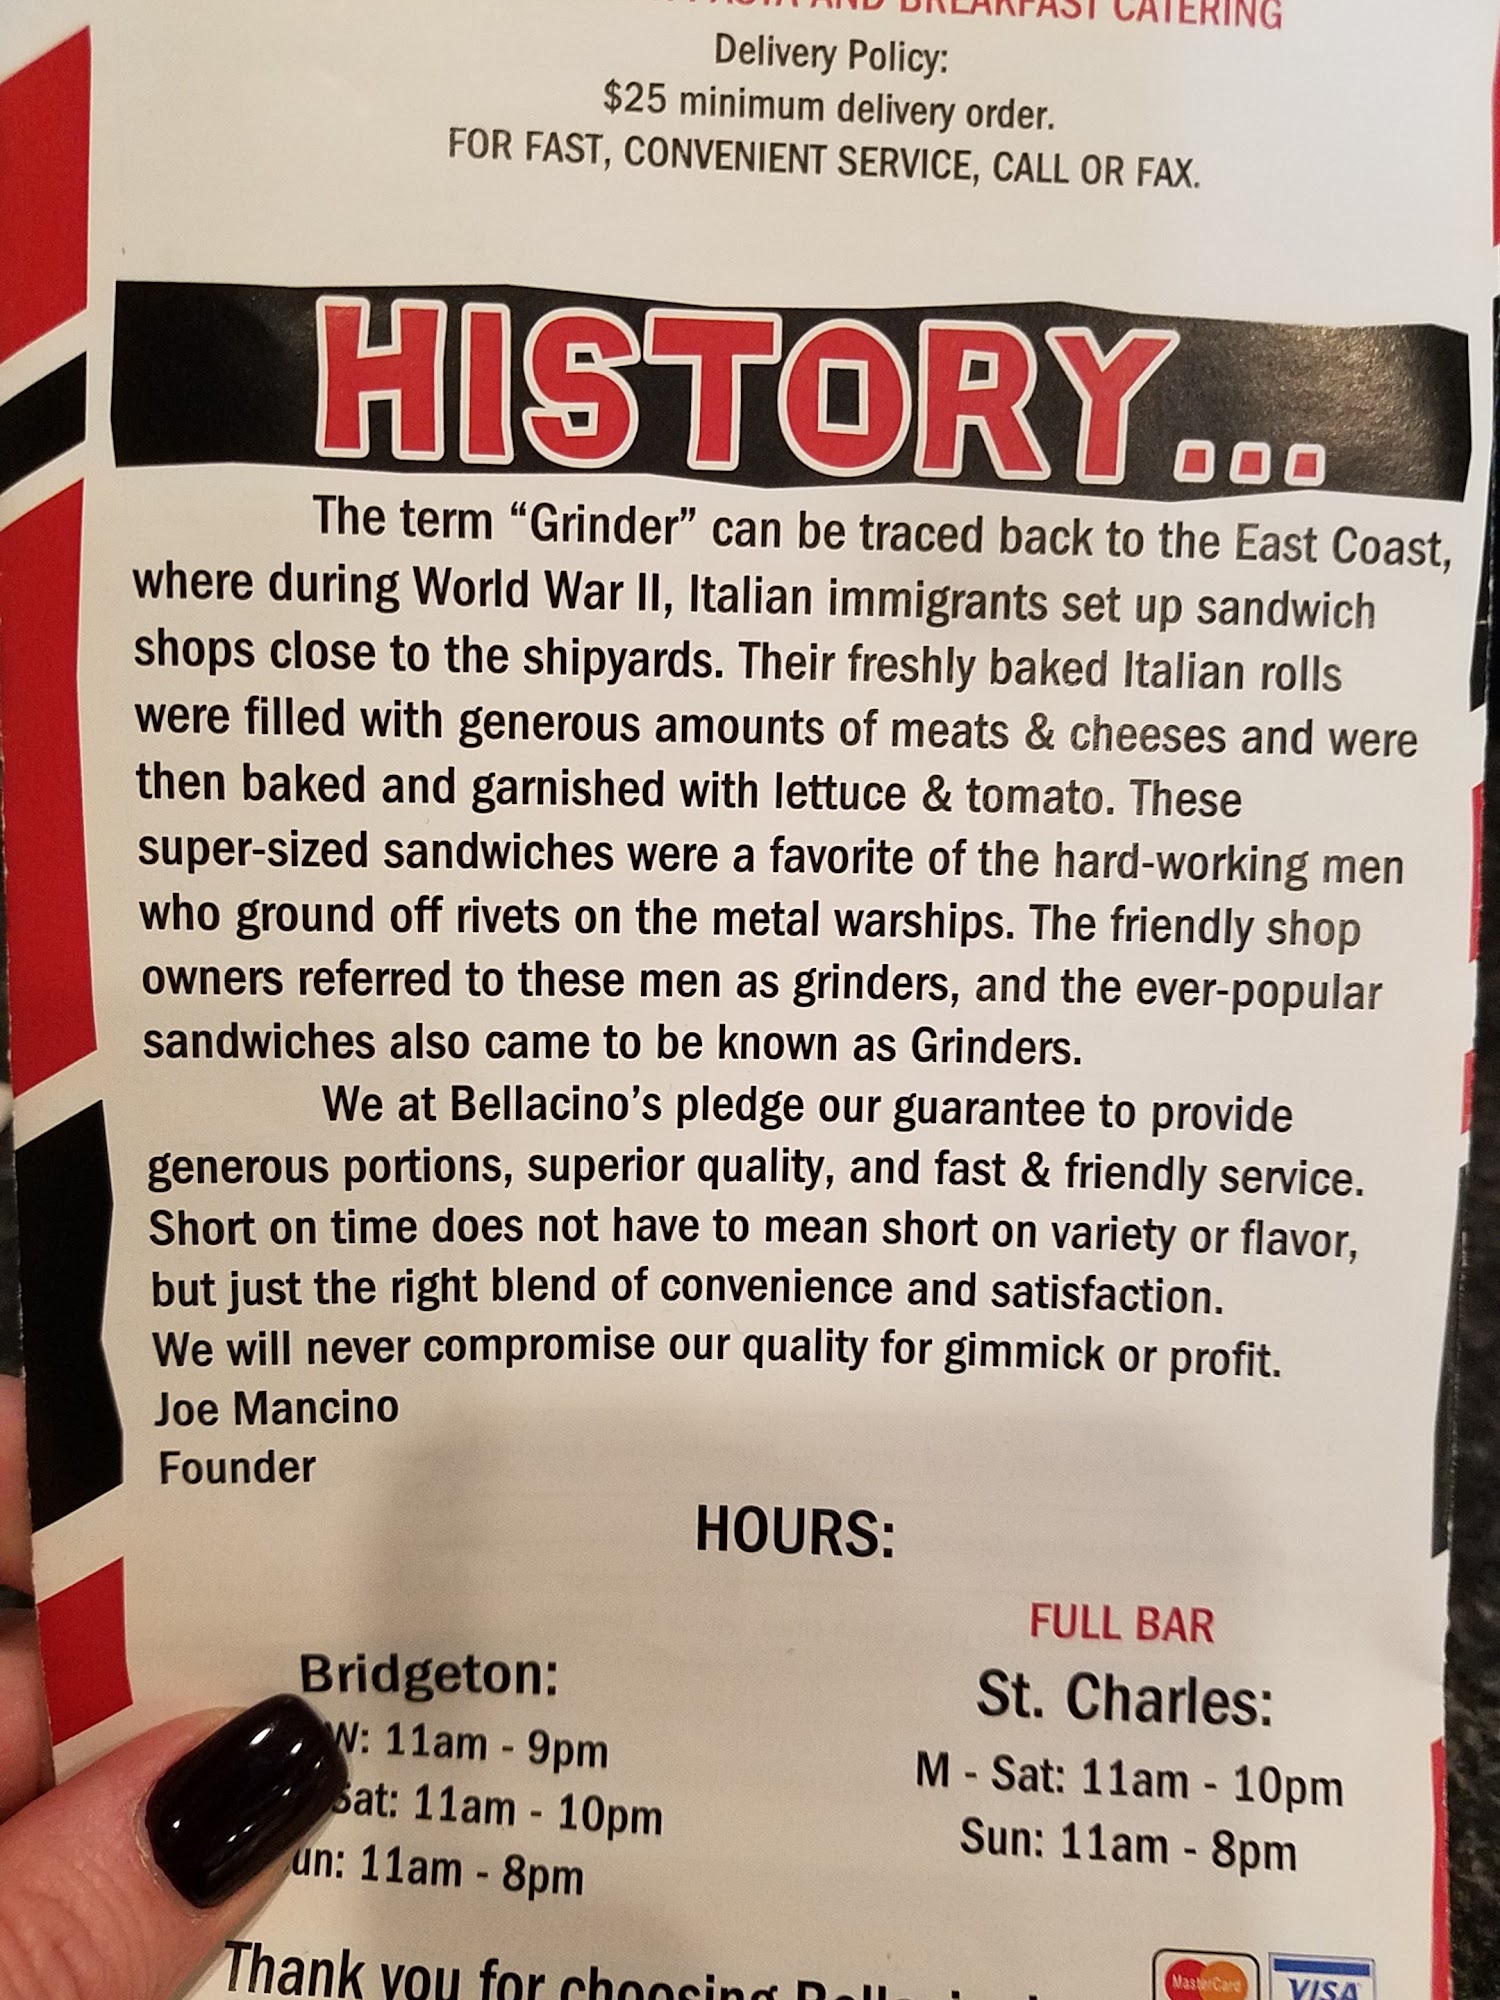 AND BREAKFAST CATERING
Delivery Policy:
$25 minimum delivery order.
FOR FAST, CONVENIENT SERVICE, CALL OR FAX.
HISTORY...
The term “Grinder” can be traced back to the East Coast,
where during World War II, Italian immigrants set up sandwich
shops close to the shipyards. Their freshly baked Italian rolls
were filled with generous amounts of meats & cheeses and were
then baked and garnished with lettuce & tomato. These
super-sized sandwiches were a favorite of the hard-working men
who ground off rivets on the metal warships. The friendly shop
owners referred to these men as grinders, and the ever-popular
sandwiches also came to be known as Grinders.
We at Bellacino’s pledge our guarantee to provide
generous portions, superior quality, and fast & friendly service.
Short on time does not have to mean short on variety or flavor,
but just the right blend of convenience and satisfaction.
We will never compromise our quality for gimmick or profit.
Joe Mancino
Founder
HOURS:
Bridgeton:
W: 11am - 9pm
Sat: 11am - 10pm
un: 11am - 8pm
FULL BAR
St. Charles:
M - Sat: 11am - 10pm
Sun: 11am - 8pm
Thank you for choosing
MasterCard
VISA